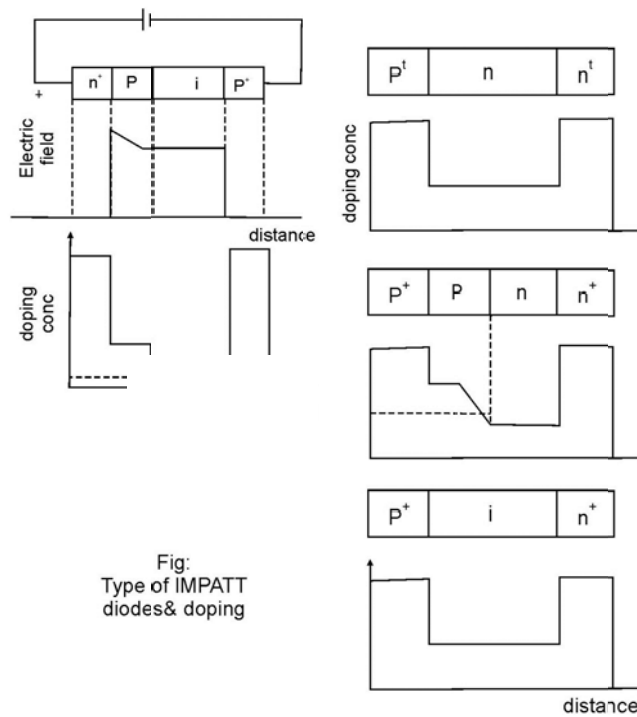 +
n⁺ P i P⁺
Electric field
distance
doping conc
Fig:
Type of IMPATT
diodes& doping
Pᵗ n nᵗ
doping conc
P⁺ P n n⁺
P⁺ i n⁺
distance